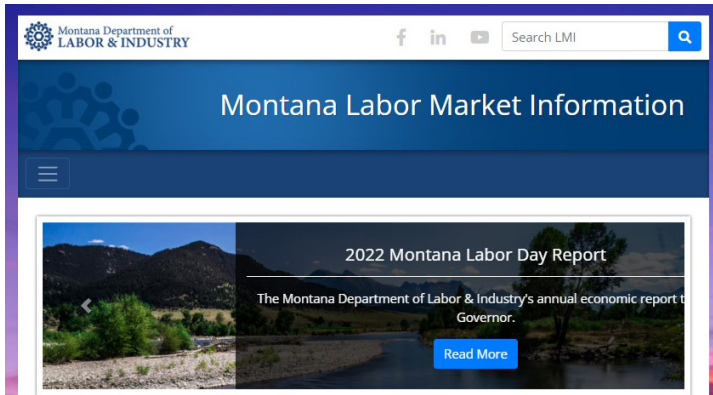 Montana Department of
LABOR & INDUSTRY
Search LMI
Montana Labor Market Information
2022 Montana Labor Day Report
The Montana Department of Labor & Industry's annual economic report t
Governor.
Read More